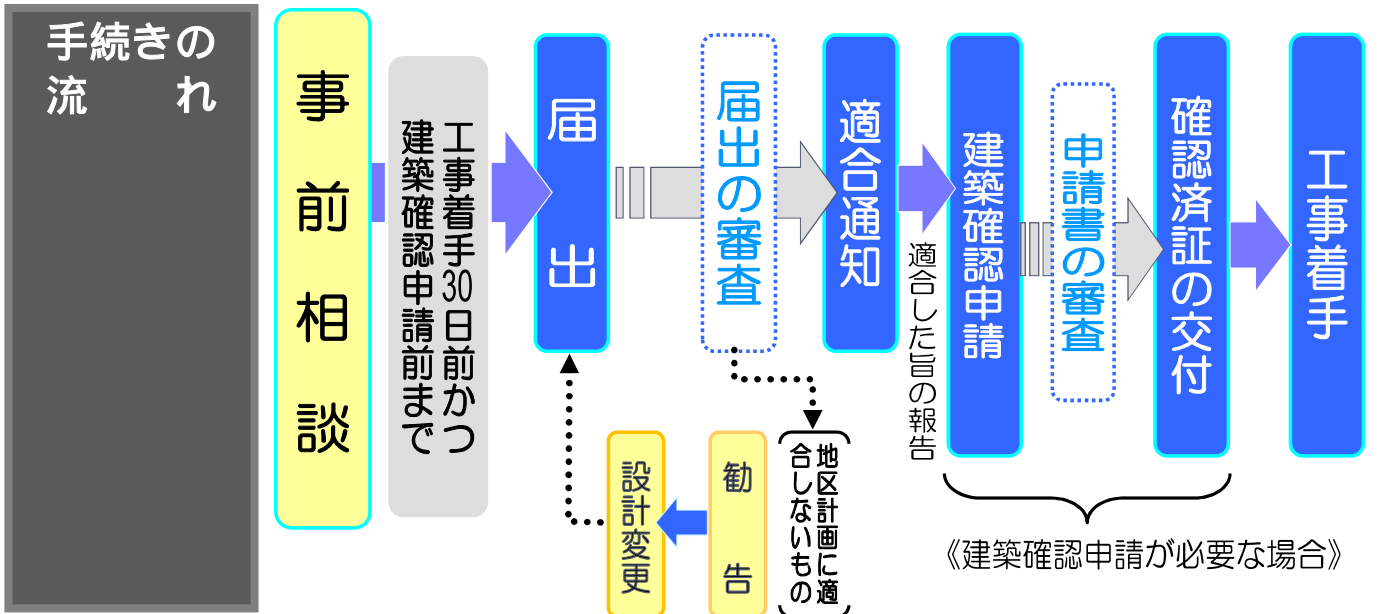 手続きの
流れ
事前相談
工事着手30日前かつ
建築確認申請前まで
届出
届出の審査
適合通知
適合した旨の報告
建築確認申請
申請書の審査
確認済証の交付
工事着手
地区計画に適
合しないもの
勧告
設計変更
《建築確認申請が必要な場合》